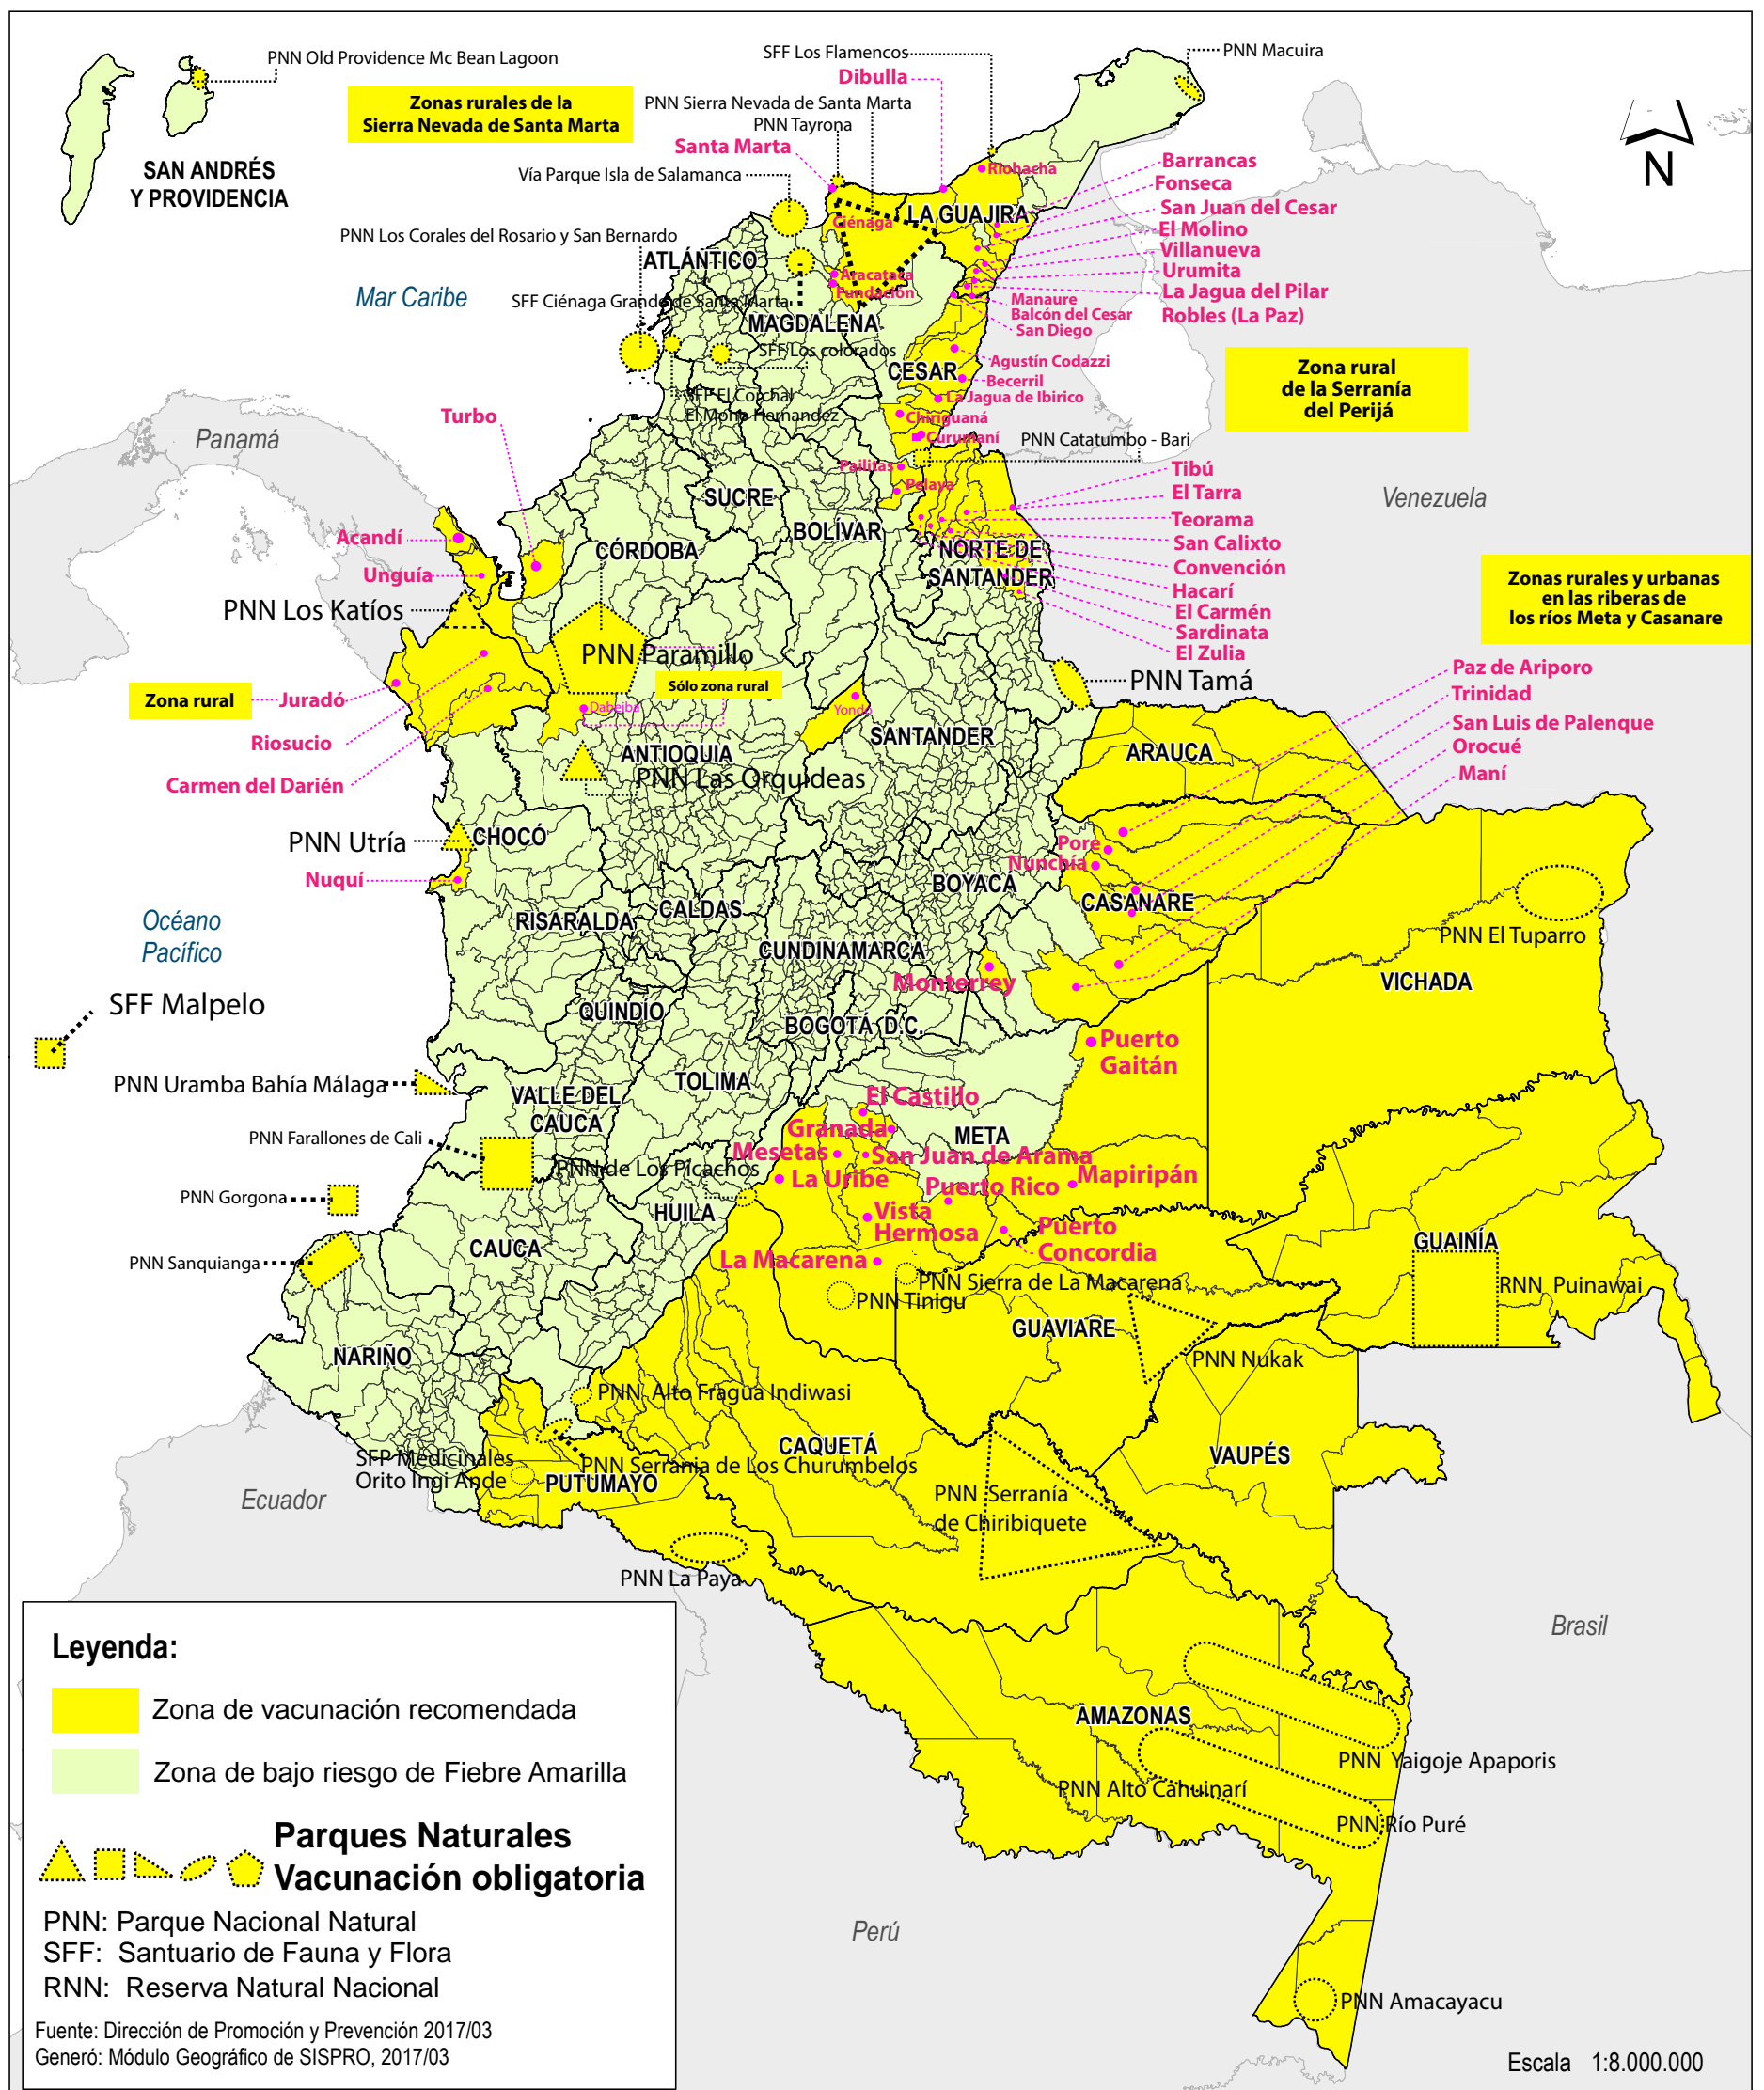 PNN Old Providence Mc Bean Lagoon
SFF Los Flamencos
PNN Macuira
Dibulla
Zonas rurales de la
Sierra Nevada de Santa Marta
PNN Sierra Nevada de Santa Marta
PNN Tayrona
Santa Marta
SAN ANDRÉS
Y PROVIDENCIA
Vía Parque Isla de Salamanca
Riohacha
Barrancas
Fonseca
San Juan del Cesar
El Molino
Villanueva
Urumita
La Jagua del Pilar
Robles (La Paz)
N
Ciénaga
LA GUAJIRA
PNN Los Corales del Rosario y San Bernardo
ATLÁNTICO
Mar Caribe
Aracataca
Fundación
SFF Ciénaga Grande de Santa Marta
Manaure
Balcón del Cesar
San Diego
MAGDALENA
SFF Los colorados
CESAR
Agustín Codazzi
Becerril
La Jagua de Ibirico
Zona rural
de la Serranía
del Perijá
SFF El Corchal
El Mono Hernandez
Chiriguaná
Curumaní
PNN Catatumbo - Bari
Turbo
Panamá
Pailitas
Pelaya
Tibú
El Tarra
Teorama
San Calixto
Convención
Hacarí
El Carmén
Sardinata
El Zulia
Venezuela
SUCRE
BOLÍVAR
CÓRDOBA
NORTE DE
SANTANDER
Acandí
Unguía
PNN Los Katíos
Zonas rurales y urbanas
en las riberas de
los ríos Meta y Casanare
PNN Paramillo
Sólo zona rural
PNN Tamá
Paz de Ariporo
Trinidad
San Luis de Palenque
Orocué
Maní
Zona rural
Juradó
Dabeiba
Yondo
Riosucio
Carmen del Darién
ANTIOQUIA
SANTANDER
ARAUCA
PNN Las Orquideas
PNN Utría
CHOCÓ
Nuquí
Pore
Nunchía
BOYACÁ
CASANARE
Océano
Pacífico
RISARALDA
CALDAS
CUNDINAMARCA
PNN El Tuparro
VICHADA
Monterrey
SFF Malpelo
QUINDÍO
BOGOTÁ D.C.
Puerto
Gaitán
PNN Uramba Bahía Málaga
VALLE DEL
CAUCA
TOLIMA
El Castillo
Granada
META
PNN Farallones de Cali
PNN de Los Picachos
Mesetas
San Juan de Arama
La Uribe
Puerto Rico
Mapiripán
PNN Gorgona
HUILA
Vista
Hermosa
Puerto
Concordia
CAUCA
PNN Sanquianga
La Macarena
GUAINÍA
PNN Sierra de La Macarena
PNN Tinigu
RNN Puinawai
GUAVIARE
NARIÑO
PNN Nukak
PNN Alto Fragua Indiwasi
CAQUETÁ
VAUPÉS
SFP Medicinales
Orito Ingi Ande
PNN Serrania de Los Churumbelos
PUTUMAYO
Ecuador
PNN Serranía
de Chiribiquete
PNN La Paya
Brasil
AMAZONAS
PNN Yaigoje Apaporis
PNN Alto Cahuinarí
PNN Río Puré
Perú
PNN Amacayacu
Leyenda:
Zona de vacunación recomendada
Zona de bajo riesgo de Fiebre Amarilla
Parques Naturales
Vacunación obligatoria
PNN: Parque Nacional Natural
SFF: Santuario de Fauna y Flora
RNN: Reserva Natural Nacional
Fuente: Dirección de Promoción y Prevención 2017/03
Generó: Módulo Geográfico de SISPRO, 2017/03
Escala 1:8.000.000